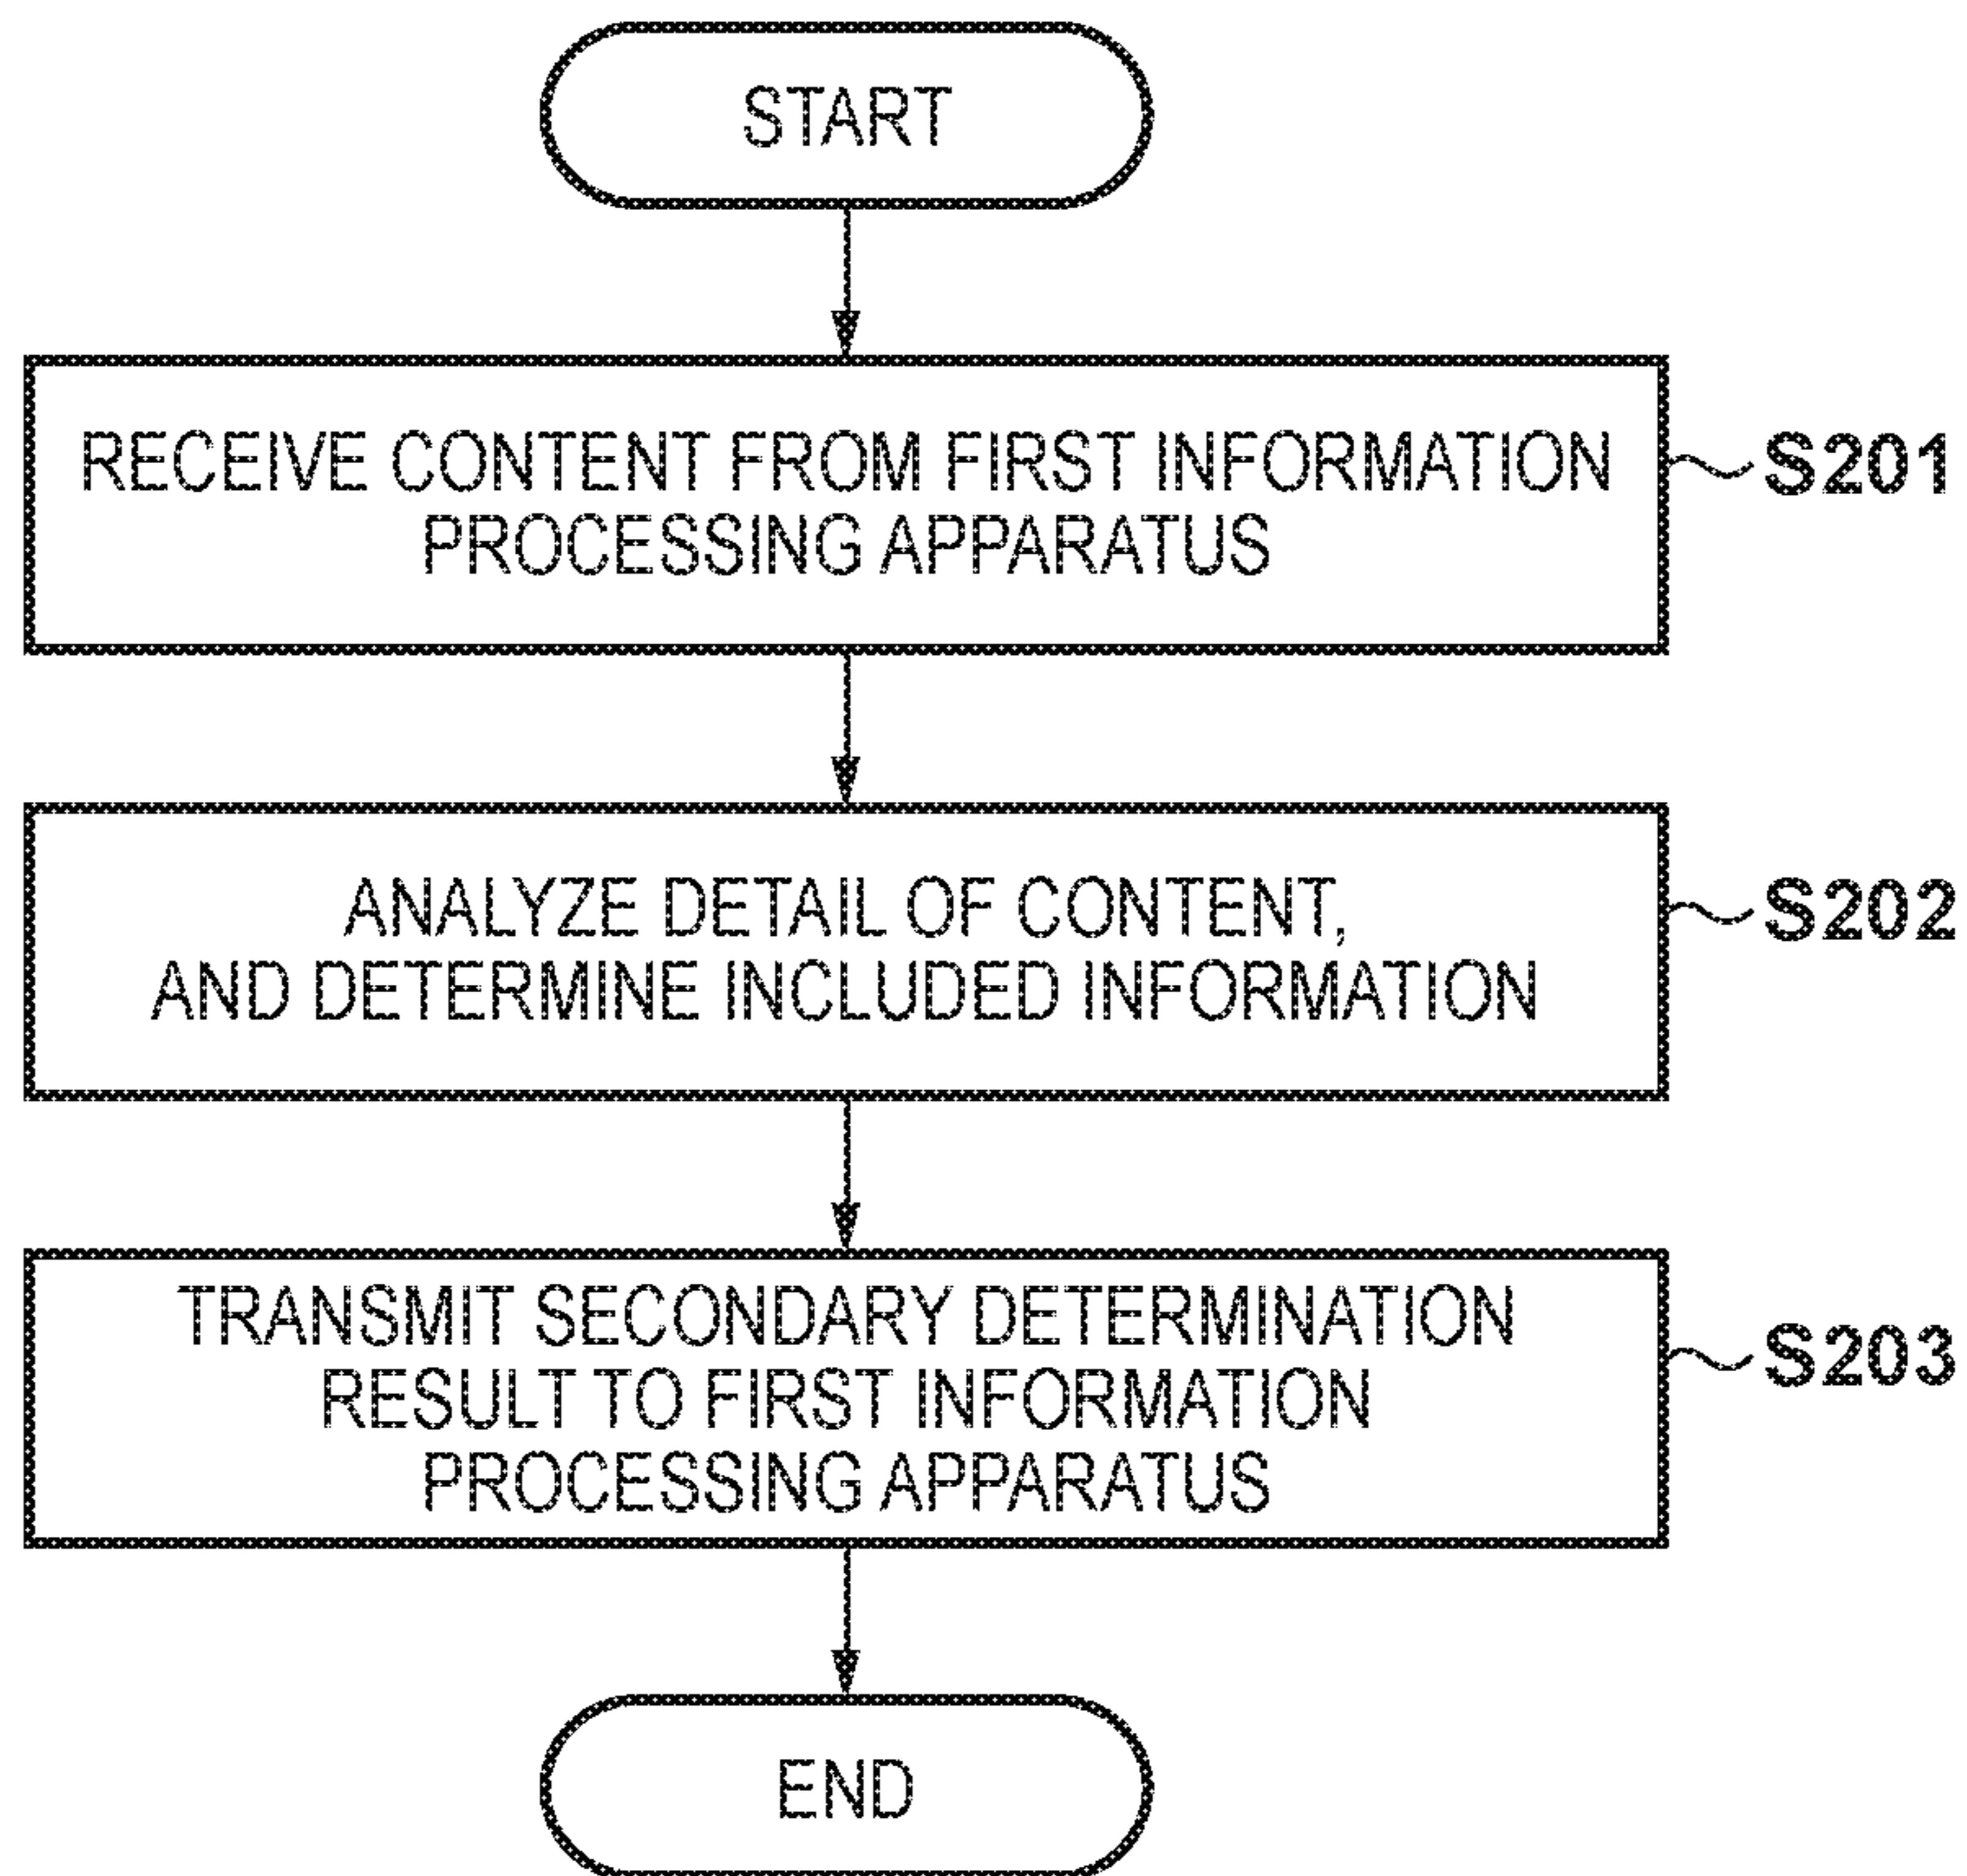 START
RECEIVE CONTENT FROM FIRST INFORMATION
PROCESSING APPARATUS
S201
ANALYZE DETAIL OF CONTENT,
AND DETERMINE INCLUDED INFORMATION
S202
TRANSMIT SECONDARY DETERMINATION
RESULT TO FIRST INFORMATION
PROCESSING APPARATUS
S203
END